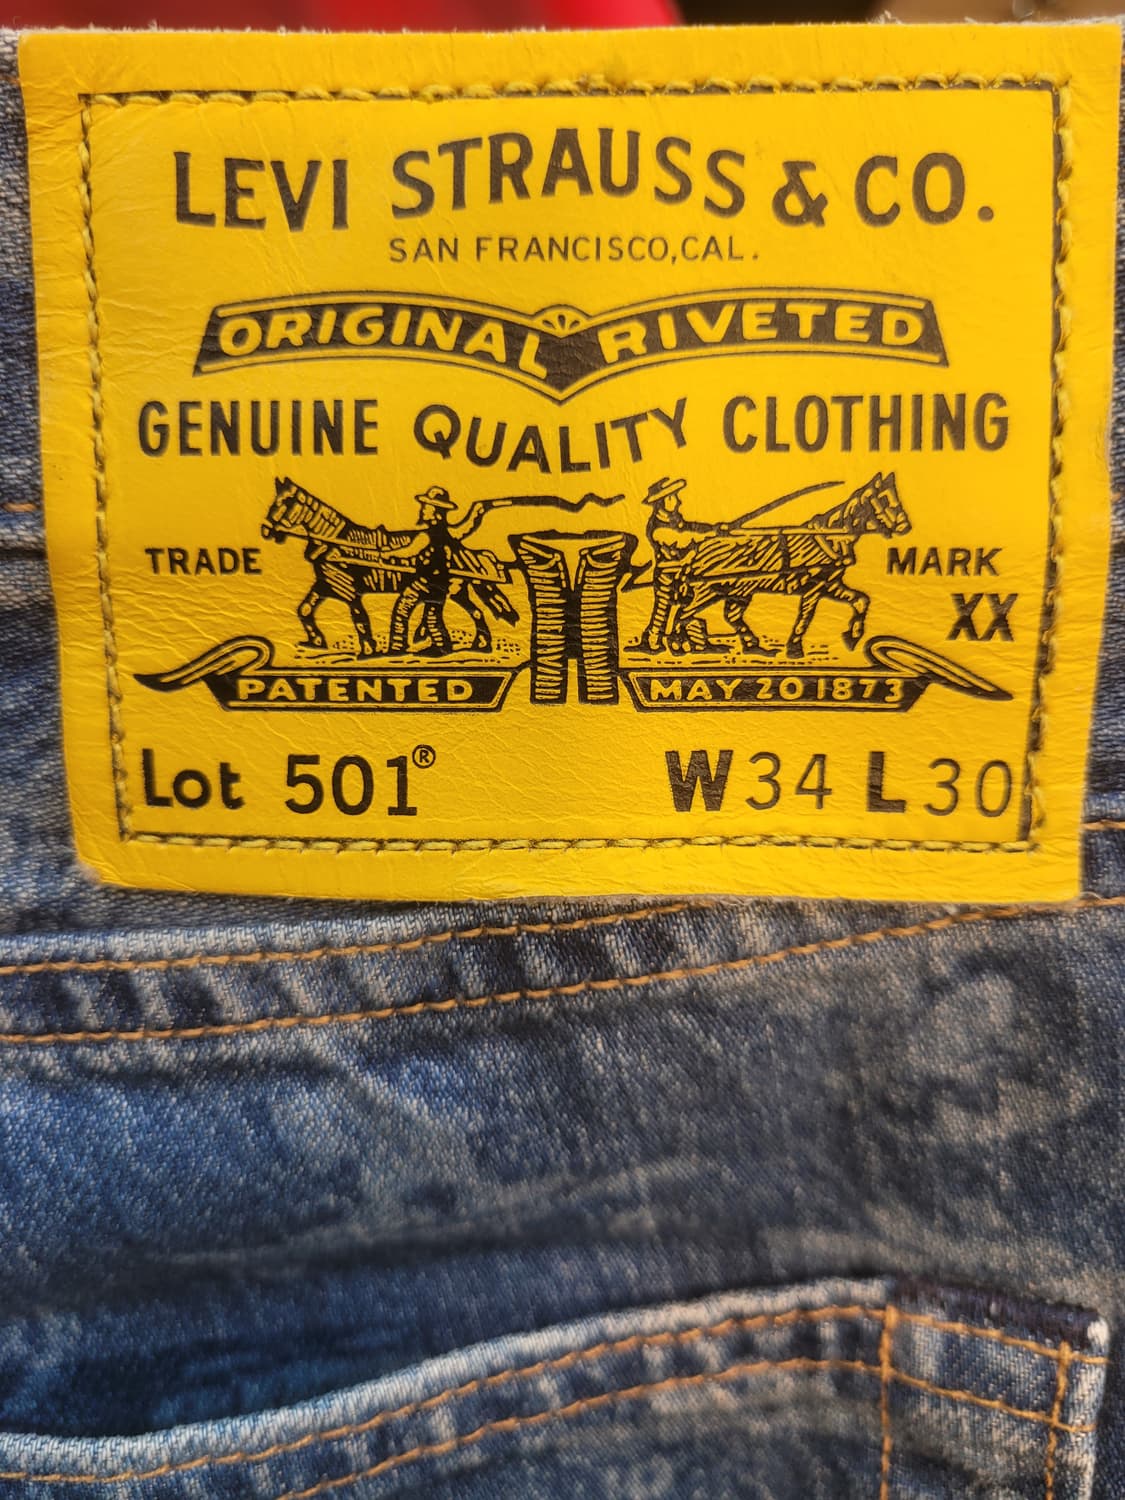 LEVI STRAUSS & CO.
SAN FRANCISCO, CAL.
ORIGINAL RIVETED
GENUINE QUALITY CLOTHING
TRADE MARK
XX
PATENTED MAY 20 1873
Lot 501® W34 L30